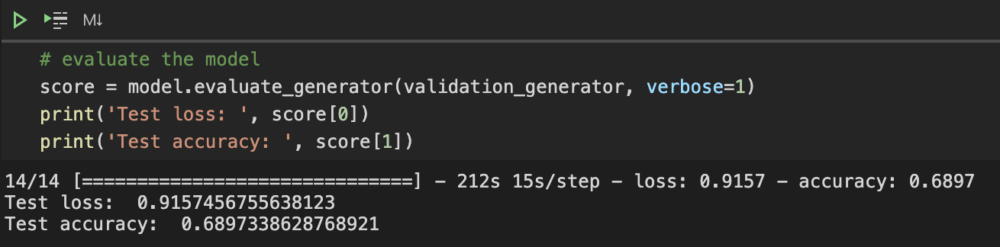 M↓
# evaluate the model
score = model.evaluate_generator(validation_generator, verbose=1)
print('Test loss: ', score[0])
print('Test accuracy: ', score[1])
14/14 [==============================] - 212s 15s/step - loss: 0.9157 - accuracy: 0.6897
Test loss:  0.9157456755638123
Test accuracy:  0.6897338628768921